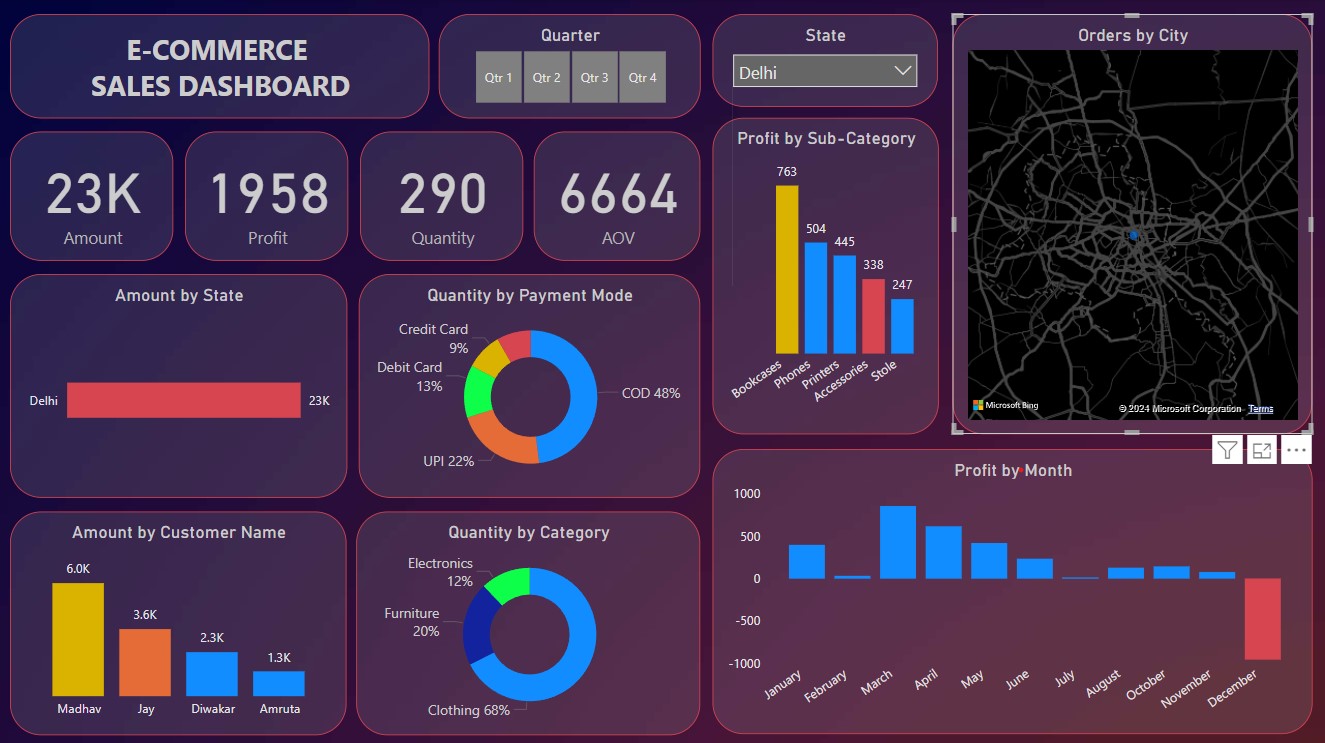 E-COMMERCE
SALES DASHBOARD
Quarter
Qtr 1
Qtr 2
Qtr 3
Qtr 4
State
Delhi
Orders by City
Microsoft Bing
© 2024 Microsoft Corporation Terms
23K
Amount
1958
Profit
290
Quantity
6664
AOV
Profit by Sub-Category
763
504
445
338
247
Bookcases
Phones
Printers
Accessories
Stole
Amount by State
Delhi
23K
Quantity by Payment Mode
Credit Card
9%
Debit Card
13%
COD 48%
UPI 22%
Profit by Month
1000
500
0
-500
-1000
January
February
March
April
May
June
July
August
October
November
December
Amount by Customer Name
6.0K
3.6K
2.3K
1.3K
Madhav
Jay
Diwakar
Amruta
Quantity by Category
Electronics
12%
Furniture
20%
Clothing 68%